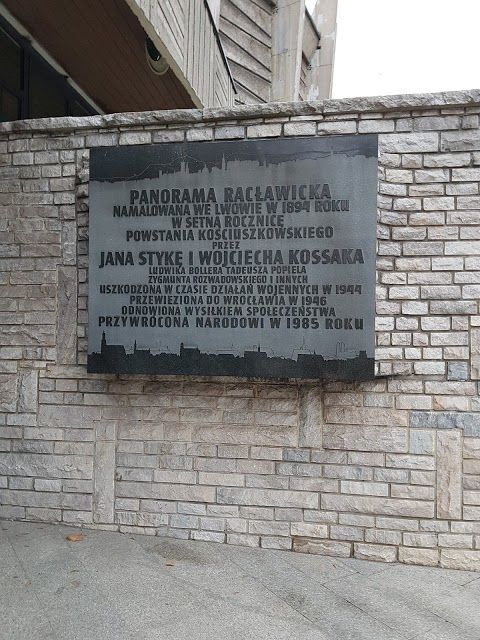 PANORAMA RACŁAWICKA
NAMALOWANA WE LWOWIE W 1894 ROKU
W SETNĄ ROCZNICĘ
POWSTANIA KOŚCIUSZKOWSKIEGO
PRZEZ
JANA STYKĘ I WOJCIECHA KOSSAKA
LUDWIKA BOLLERA TADEUSZA POPIELA
ZYGMUNTA ROZWADOWSKIEGO I INNYCH
USZKODZONA W CZASIE DZIAŁAŃ WOJENNYCH W 1944
PRZEWIEZIONA DO WROCŁAWIA W 1946
ODNOWIONA WYSIŁKIEM SPOŁECZEŃSTWA
PRZYWRÓCONA NARODOWI W 1985 ROKU